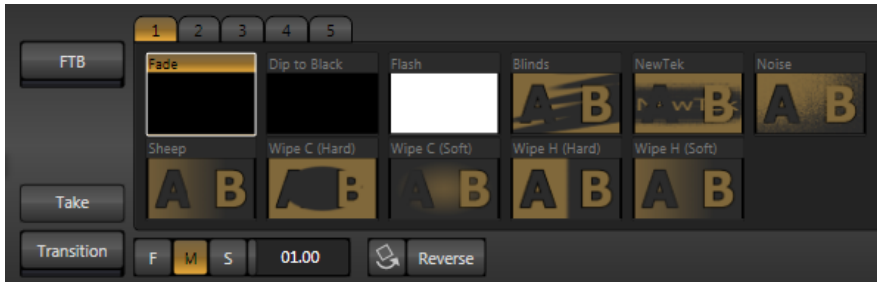 1 2 3 4 5
FTB
Fade Dip to Black Flash Blinds NewTek Noise
A B NewTek B A B
Sheep Wipe C (Hard) Wipe C (Soft) Wipe H (Hard) Wipe H (Soft)
A B A B A B A B A B
Take
Transition F M S 01.00 Reverse